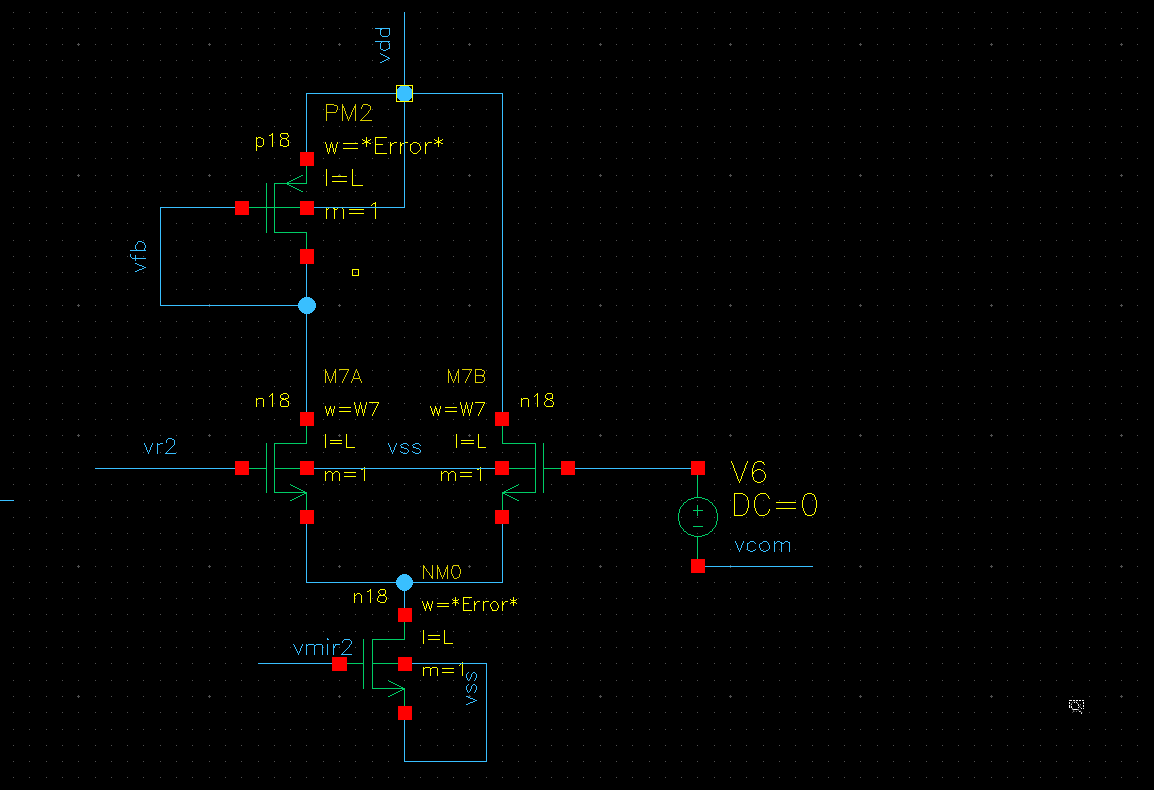 vdd
PM2
p18
w=*Error*
l=L
m=1
vfb
M7A
M7B
n18
w=W7
w=W7
n18
l=L
l=L
vr2
vss
m=1
m=1
V6
DC=0
vcom
NM0
n18
w=*Error*
l=L
vmir2
m=1
vss